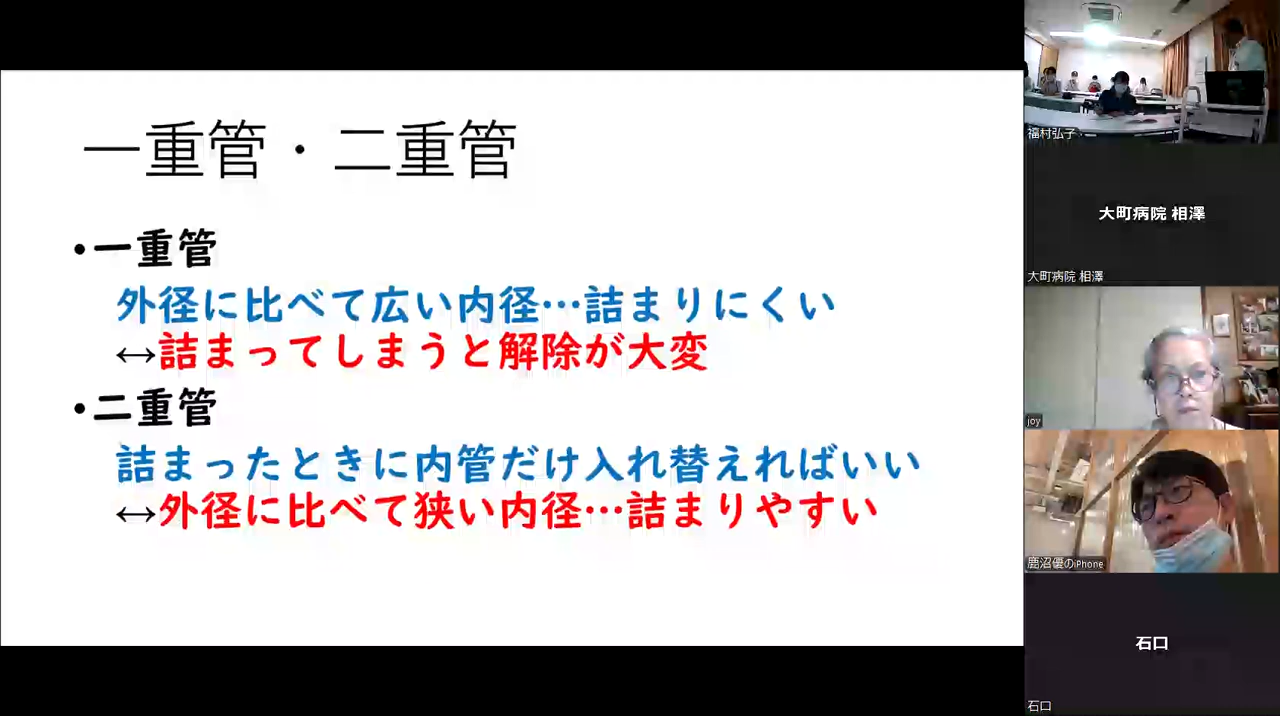 一重管・二重管
•一重管
外径に比べて広い内径…詰まりにくい
↔詰まってしまうと解除が大変
•二重管
詰まったときに内管だけ入れ替えればいい
↔外径に比べて狭い内径…詰まりやすい
福村弘子
大町病院 相澤
大町病院 相澤
joy
鹿沼優のiPhone
石口
石口